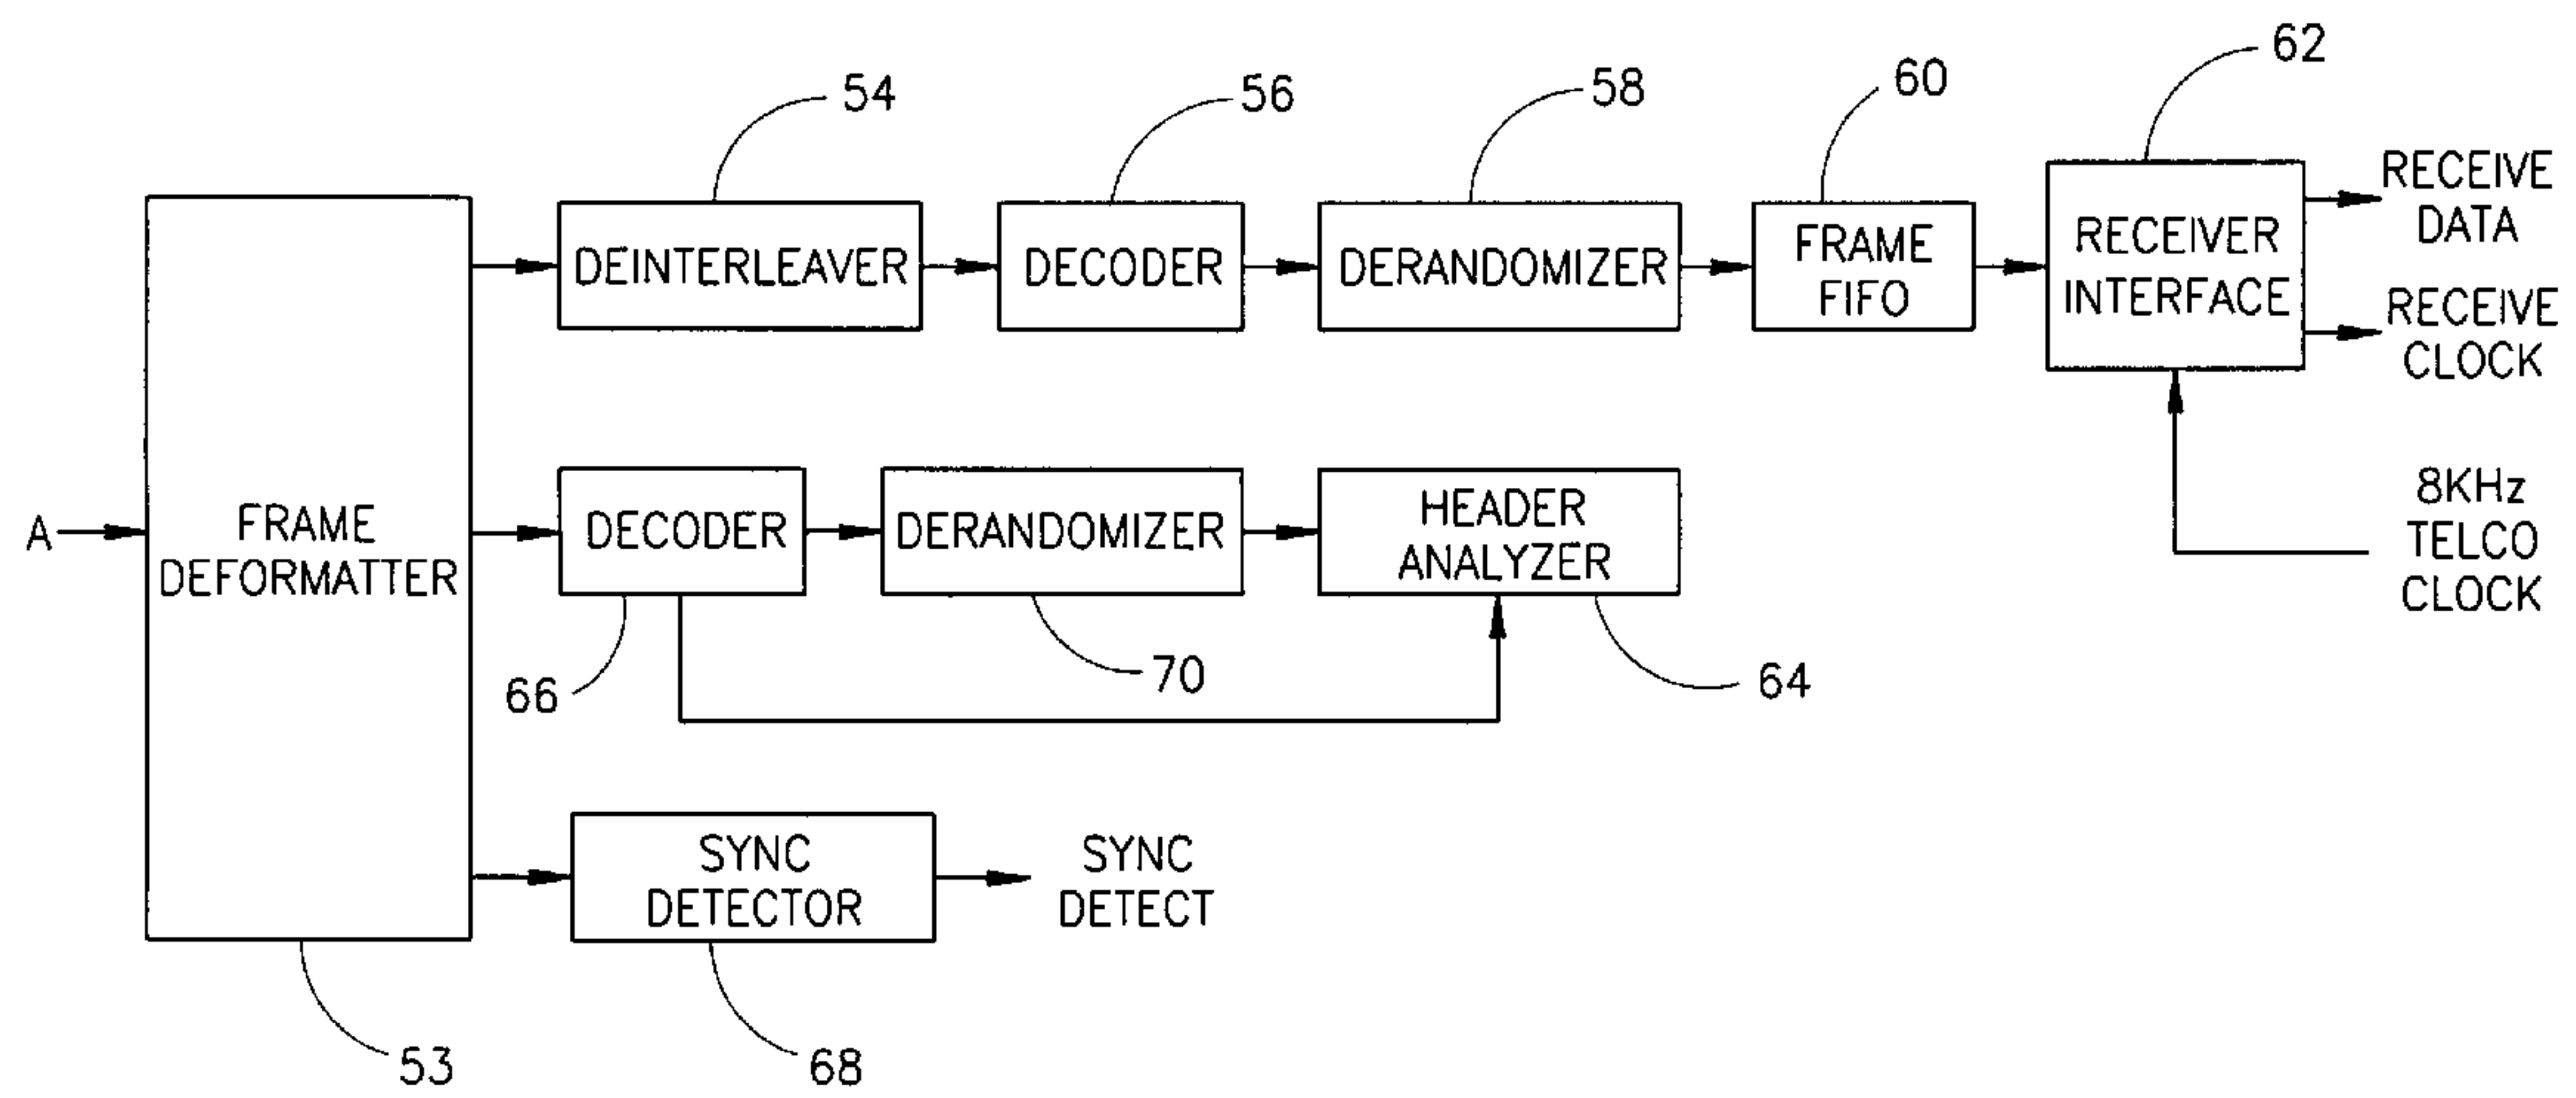 62
54
56
58
60
RECEIVE
DATA
DEINTERLEAVER
DECODER
DERANDOMIZER
FRAME
FIFO
RECEIVER
INTERFACE
RECEIVE
CLOCK
A
FRAME
DEFORMATTER
DECODER
DERANDOMIZER
HEADER
ANALYZER
8KHz
TELCO
CLOCK
66
70
64
SYNC
DETECTOR
SYNC
DETECT
53
68